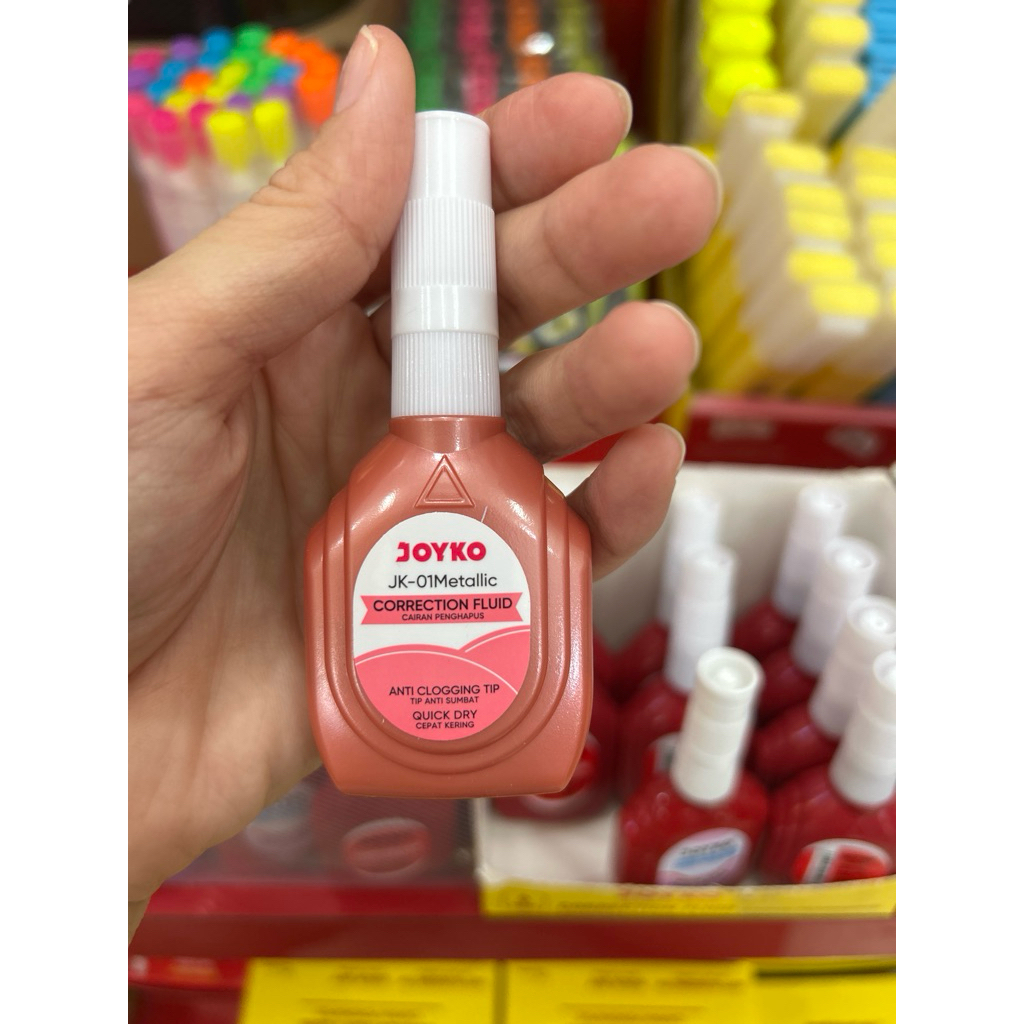 JOYKO
JK-01Metallic
CORRECTION FLUID
CAIRAN PENGHAPUS
ANTI CLOGGING TIP
TIP ANTI SUMBAT
QUICK DRY
CEPAT KERING